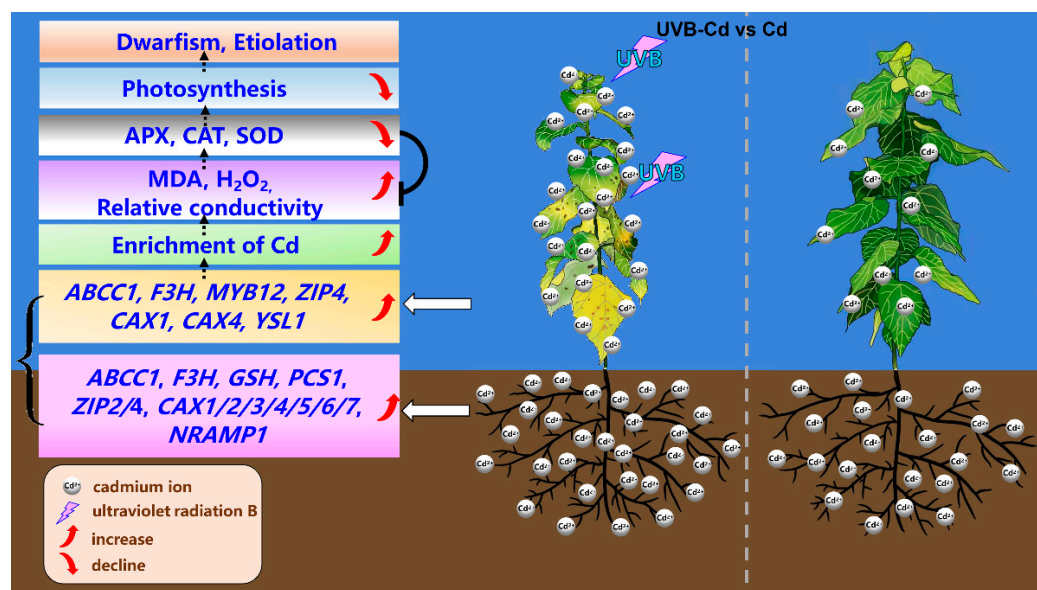 UVB-Cd vs Cd
Dwarfism, Etiolation
Photosynthesis
APX, CAT, SOD
MDA, H₂O₂,
Relative conductivity
Enrichment of Cd
ABCC1, F3H, MYB12, ZIP4,
CAX1, CAX4, YSL1
ABCC1, F3H, GSH, PCS1,
ZIP2/4, CAX1/2/3/4/5/6/7,
NRAMP1
UVB
UVB
Cd²⁺
cadmium ion
ultraviolet radiation B
increase
decline